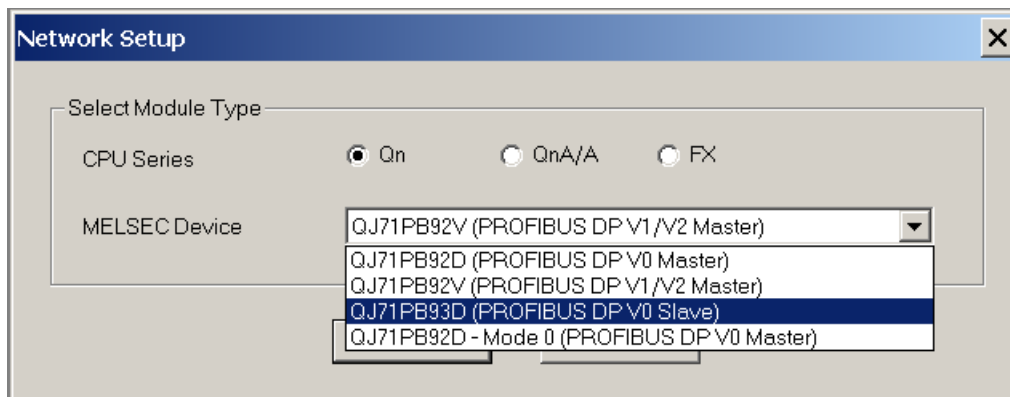 Network Setup
Select Module Type
CPU Series Qn QnA/A FX
MELSEC Device QJ71PB92V (PROFIBUS DP V1/V2 Master)
QJ71PB92D (PROFIBUS DP V0 Master)
QJ71PB92V (PROFIBUS DP V1/V2 Master)
QJ71PB93D (PROFIBUS DP V0 Slave)
QJ71PB92D - Mode 0 (PROFIBUS DP V0 Master)